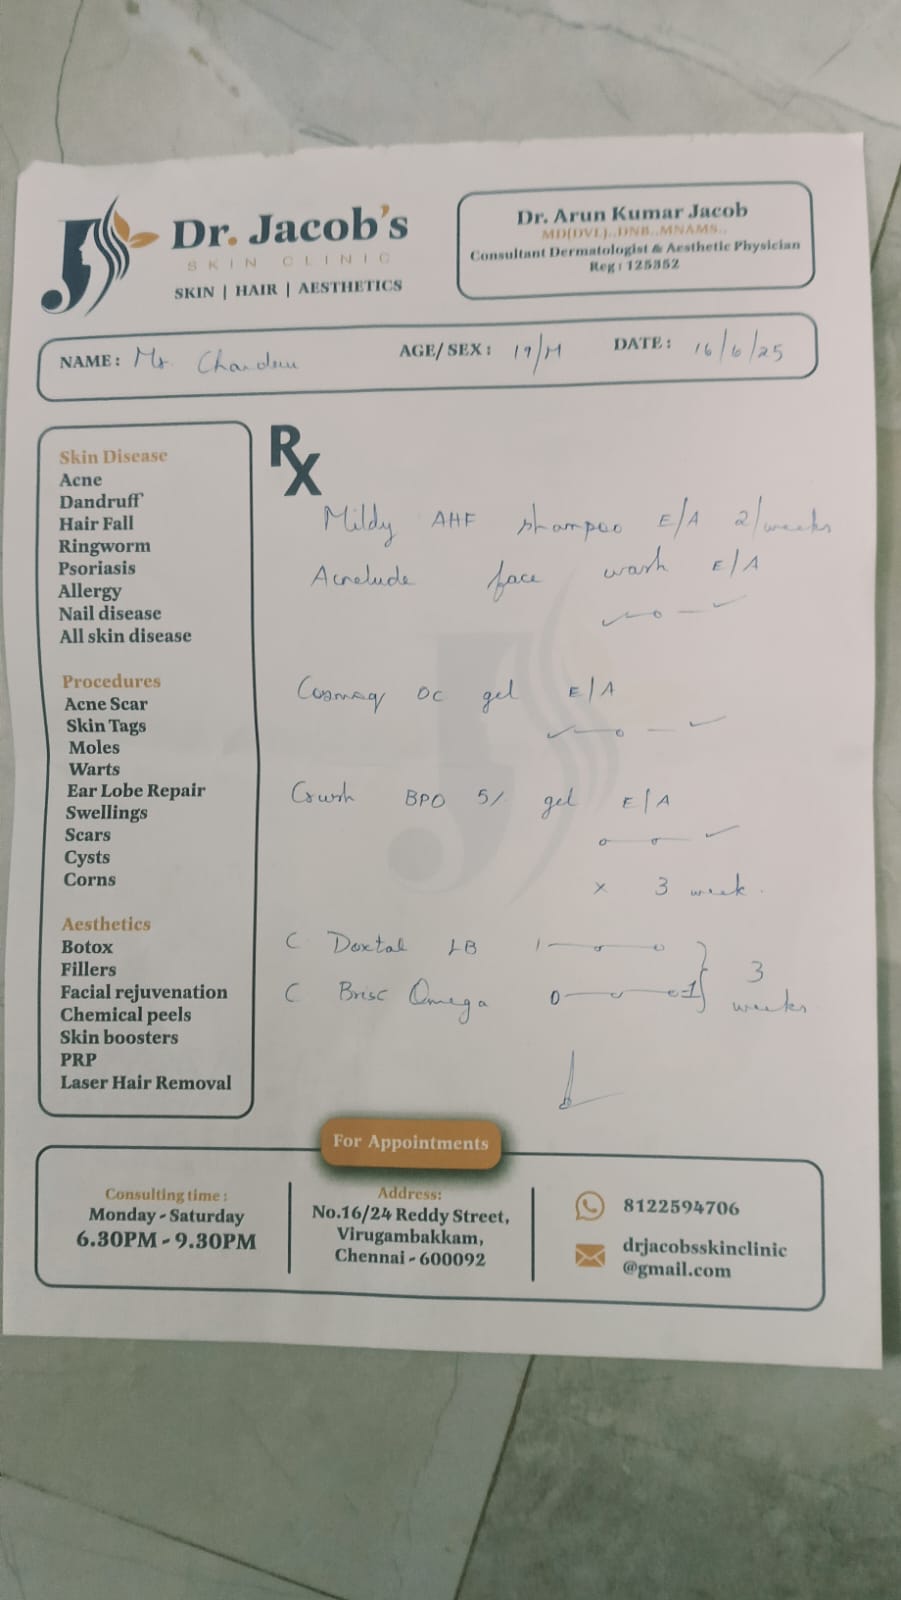 Dr. Jacob's
SKIN CLINIC
SKIN | HAIR | AESTHETICS
Dr. Arun Kumar Jacob
MD(DVL)., DNB., MNAMS.,
Consultant Dermatologist & Aesthetic Physician
Reg : 125352
NAME : Mr.
AGE/ SEX : 19/M
DATE : 16/6/25
Skin Disease
Acne
Dandruff
Hair Fall
Ringworm
Psoriasis
Allergy
Nail disease
All skin disease
Procedures
Acne Scar
Skin Tags
Moles
Warts
Ear Lobe Repair
Swellings
Scars
Cysts
Corns
Aesthetics
Botox
Fillers
Facial rejuvenation
Chemical peels
Skin boosters
PRP
Laser Hair Removal
Rx
Mildy AHF shampoo E/A 2/weeks
face wash E/A
✓ — o — ✓
OC gel E/A
✓ — o — ✓
BPO 5% gel E/A
o — o — ✓
x 3 week.
C Doxtal LB 1 — o — o
C Brisc Omega 0 — o — 1
3 weeks
For Appointments
Consulting time :
Monday - Saturday
6.30PM - 9.30PM
Address:
No.16/24 Reddy Street,
Virugambakkam,
Chennai - 600092
8122594706
drjacobsskinclinic
@gmail.com